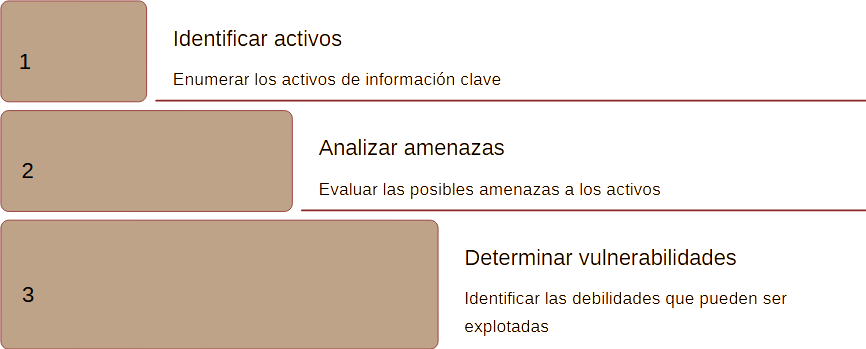 1
Identificar activos
Enumerar los activos de información clave
2
Analizar amenazas
Evaluar las posibles amenazas a los activos
3
Determinar vulnerabilidades
Identificar las debilidades que pueden ser
explotadas